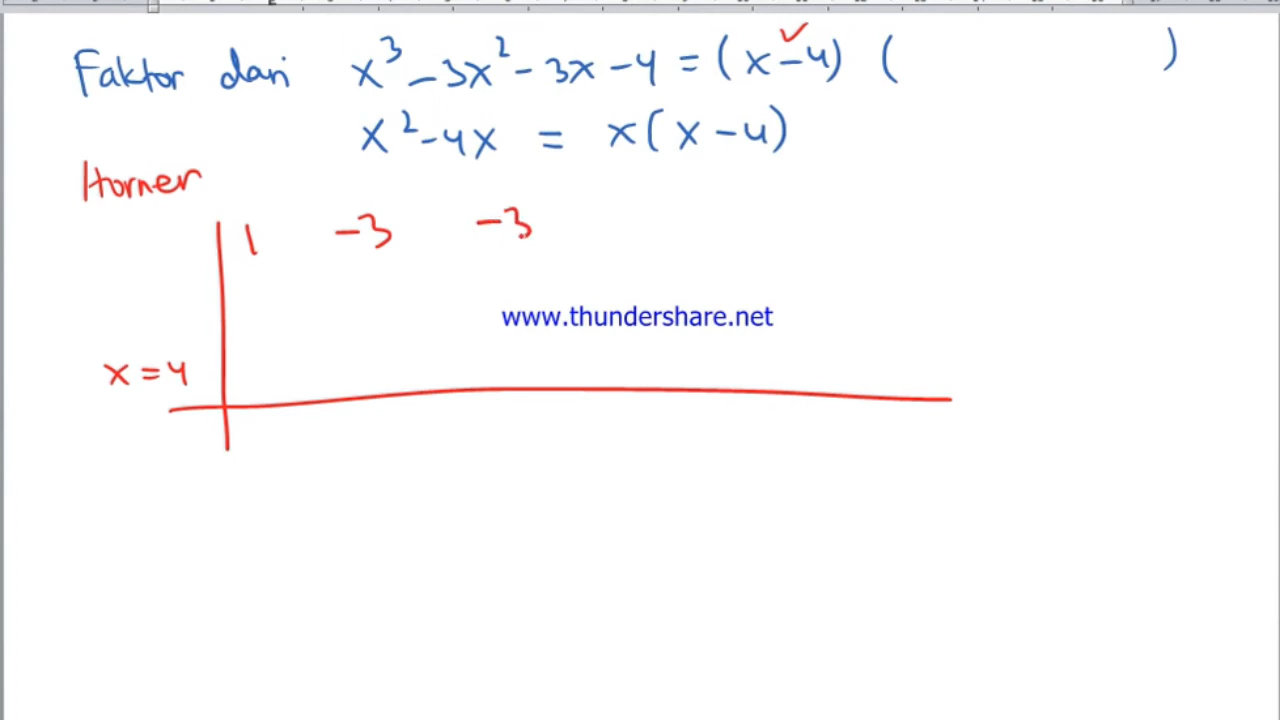 Faktor dari x³ - 3x² - 3x - 4 = (x - 4) ( )
x² - 4x = x(x - 4)
Horner
1 -3 -3
www.thundershare.net
x = 4